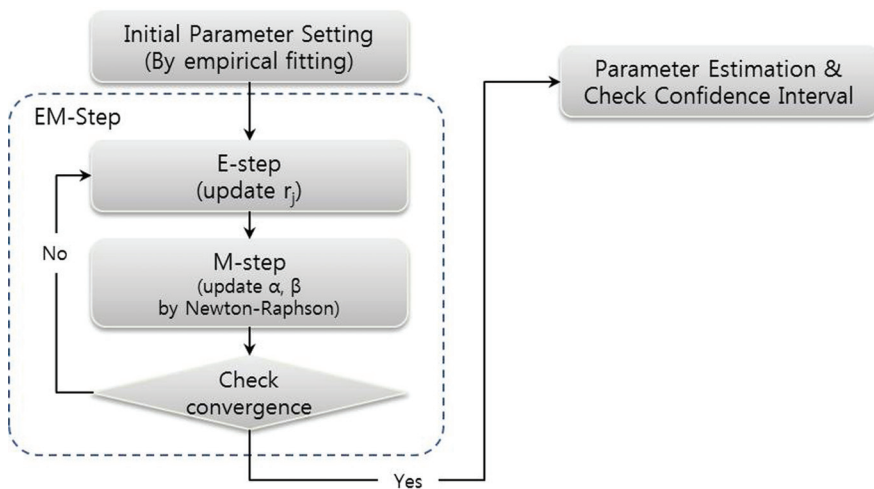 Initial Parameter Setting
(By empirical fitting)
Parameter Estimation &
Check Confidence Interval
EM-Step
E-step
(update rⱼ)
No
M-step
(update α, β
by Newton-Raphson)
Check
convergence
Yes